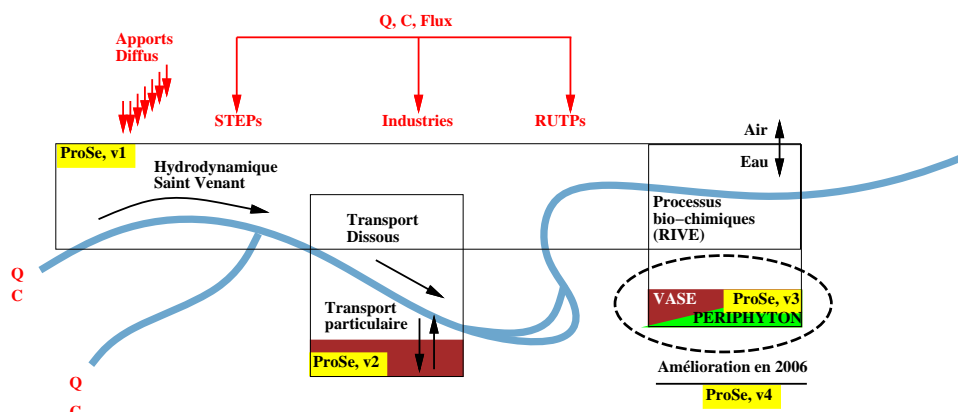 Q, C, Flux
Apports
Diffus
STEPs
Industries
RUTPs
Air
Eau
ProSe, v1
Hydrodynamique
Saint Venant
Transport
Dissous
Processus
bio−chimiques
(RIVE)
Q
C
VASE
ProSe, v3
PERIPHYTON
Transport
particulaire
ProSe, v2
Amélioration en 2006
ProSe, v4
Q
C